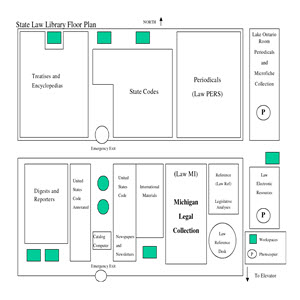 NORTH
State Law Library Floor Plan
Treatises and
Encyclopedias
State Codes
Periodicals
(Law PERS)
Lake Ontario
Room
Periodicals
and
Microfiche
Collection
P
Emergency Exit
Digests and
Reporters
United
States
Code
Annotated
Catalog
Computer
United
States
Code
Newspapers
and
Newsletters
International
Materials
(Law MI)
Michigan
Legal
Collection
Reference
(Law Ref)
Legislative
Analyses
Law
Reference
Desk
Law
Electronic
Resources
P
Workspaces
P Photocopier
Emergency Exit
To Elevator